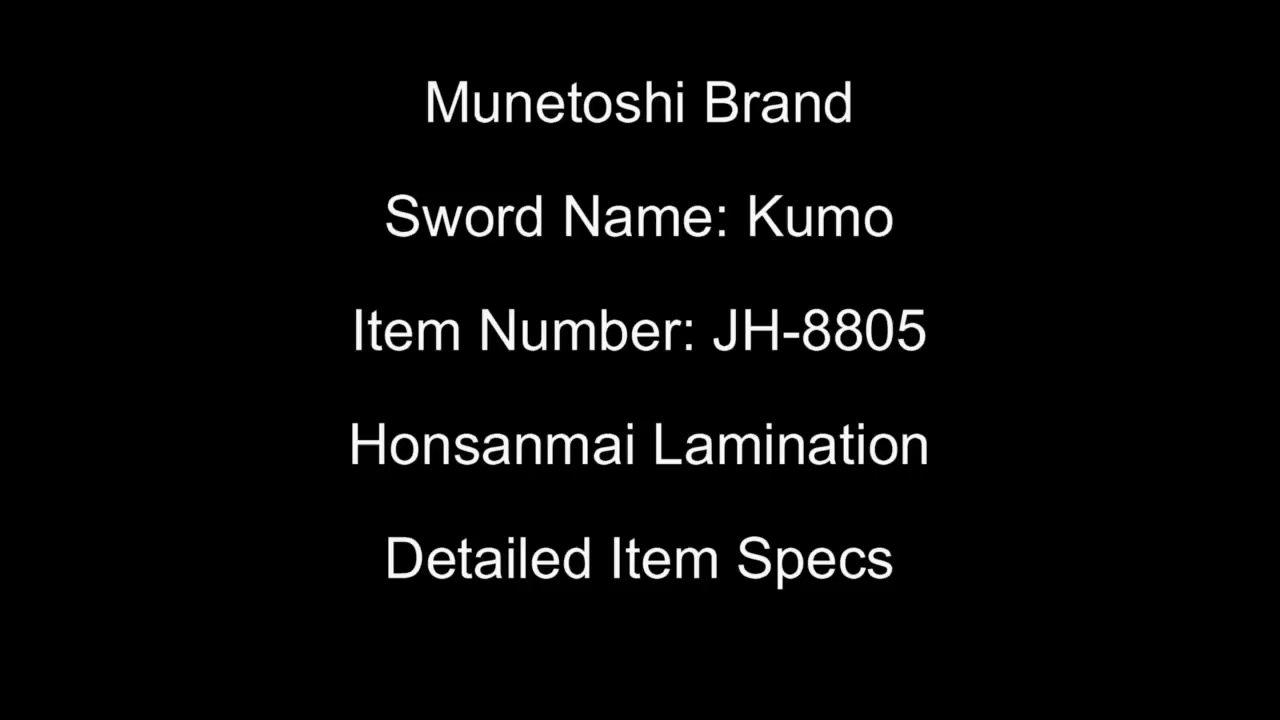 Munetoshi Brand
Sword Name: Kumo
Item Number: JH-8805
Honsanmai Lamination
Detailed Item Specs